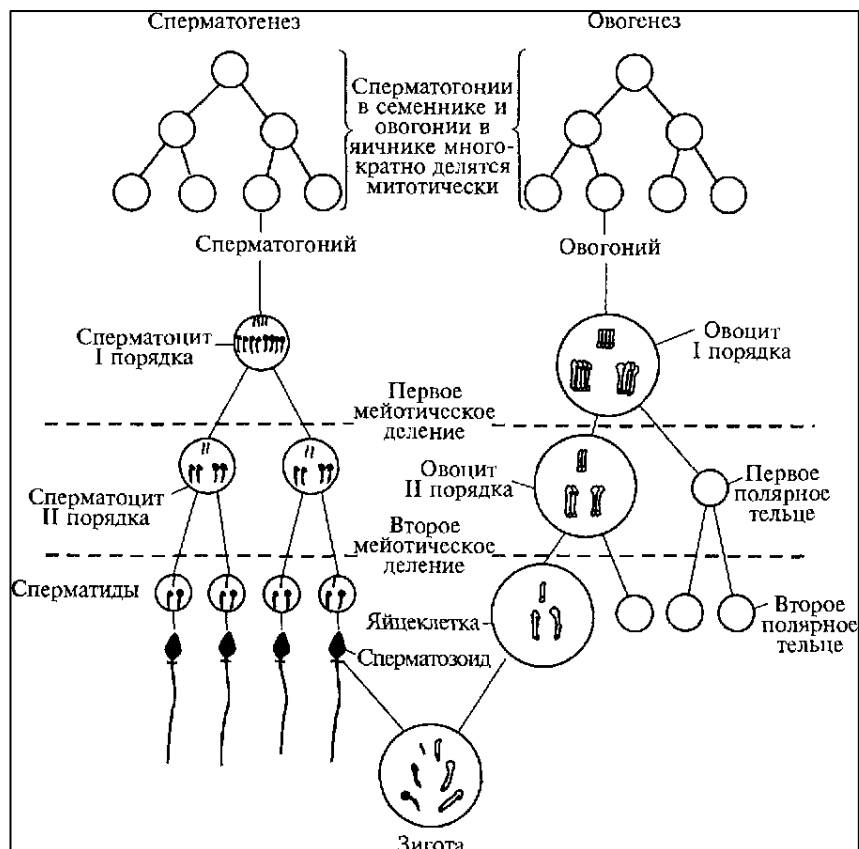 Сперматогенез
Овогенез
Сперматогонии
в семеннике и
овогонии в
яичнике много-
кратно делятся
митотически
Сперматогоний
Овогоний
Сперматоцит
I порядка
Овоцит
I порядка
Первое
мейотическое
деление
Сперматоцит
II порядка
Овоцит
II порядка
Первое
полярное
тельце
Второе
мейотическое
деление
Сперматиды
Яйцеклетка
Второе
полярное
тельце
Сперматозоид
Зигота